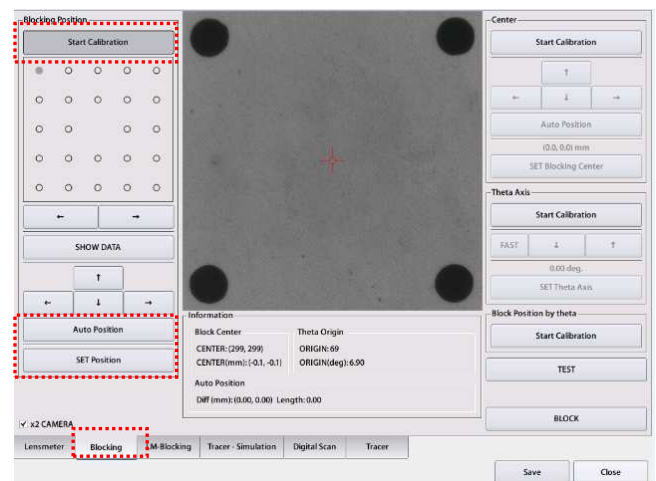 Blocking Position
Start Calibration
←
→
SHOW DATA
↑
←
↓
→
Auto Position
SET Position
x2 CAMERA
Information
Block Center
CENTER: (299, 299)
CENTER(mm): (-0.1, -0.1)
Theta Origin
ORIGIN: 69
ORIGIN(deg): 6.90
Auto Position
Diff (mm): (0.00, 0.00) Length: 0.00
Center
Start Calibration
↑
←
↓
→
Auto Position
(0.0, 0.0) mm
SET Blocking Center
Theta Axis
Start Calibration
FAST
↓
↑
0.00 deg.
SET Theta Axis
Block Position by theta
Start Calibration
TEST
BLOCK
Lensmeter
Blocking
M-Blocking
Tracer - Simulation
Digital Scan
Tracer
Save
Close